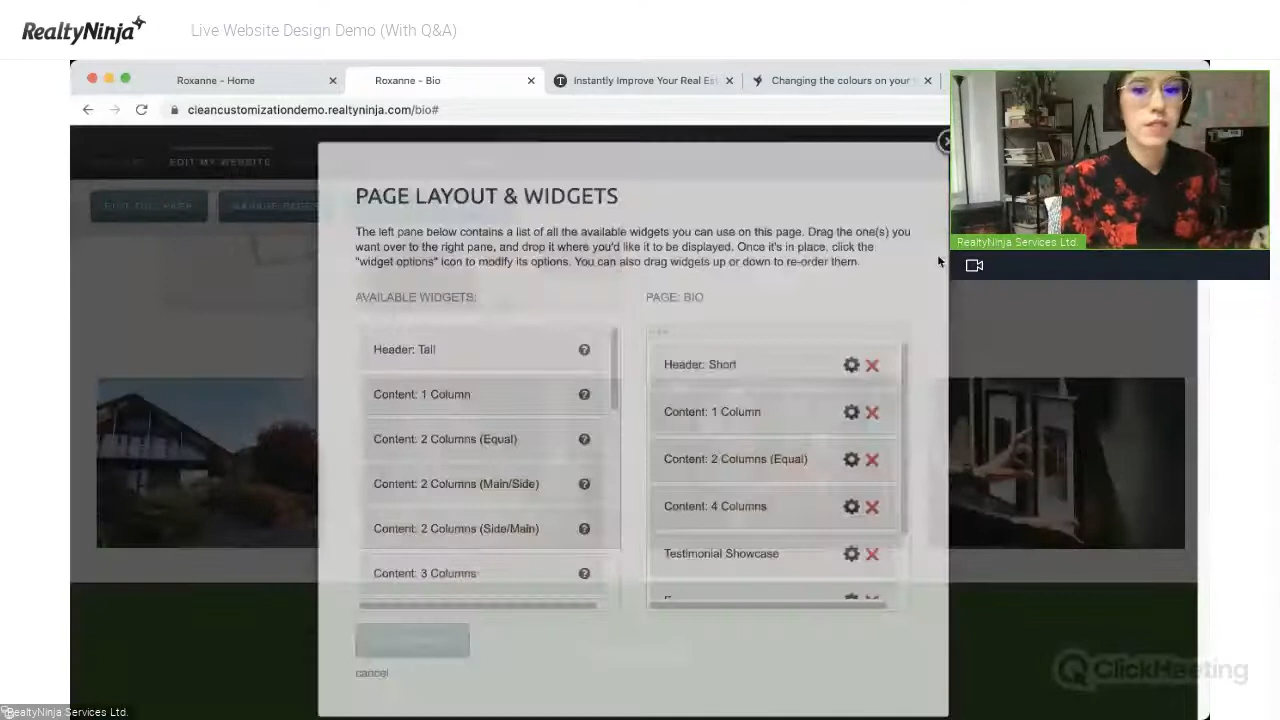 RealtyNinja
Live Website Design Demo (With Q&A)
Roxanne - Home
Roxanne - Bio
Instantly Improve Your Real Est
Changing the colours on your
cleancustomizationdemo.realtyninja.com/bio#
EDIT MY WEBSITE
EDIT THIS PAGE
MANAGE PAGES
PAGE LAYOUT & WIDGETS
The left pane below contains a list of all the available widgets you can use on this page. Drag the one(s) you
want over to the right pane, and drop it where you'd like it to be displayed. Once it's in place, click the
"widget options" icon to modify its options. You can also drag widgets up or down to re-order them.
AVAILABLE WIDGETS:
Header: Tall
Content: 1 Column
Content: 2 Columns (Equal)
Content: 2 Columns (Main/Side)
Content: 2 Columns (Side/Main)
Content: 3 Columns
PAGE: BIO
Header: Short
Content: 1 Column
Content: 2 Columns (Equal)
Content: 4 Columns
Testimonial Showcase
cancel
RealtyNinja Services Ltd.
ClickMeeting
RealtyNinja Services Ltd.